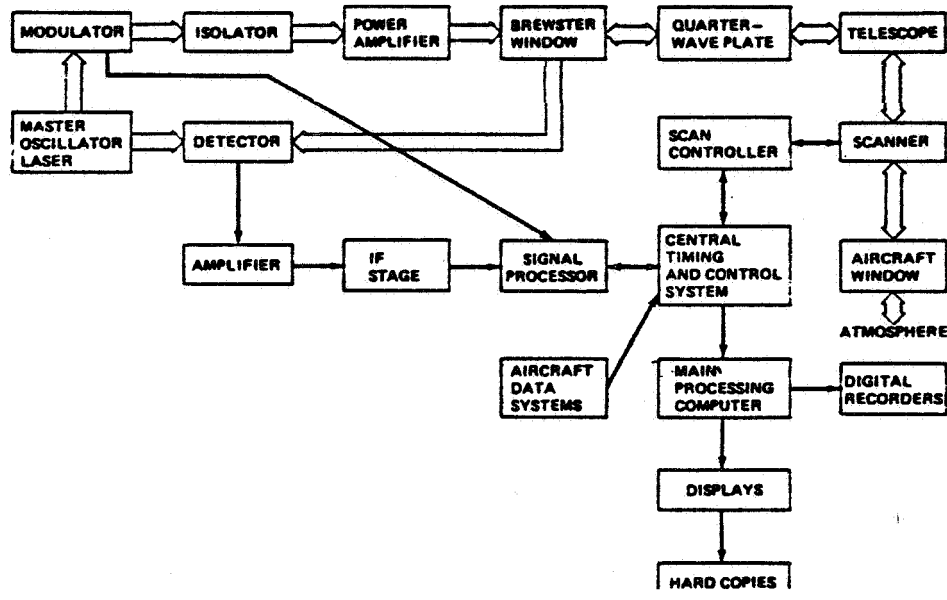 MODULATOR
ISOLATOR
POWER
AMPLIFIER
BREWSTER
WINDOW
QUARTER-
WAVE PLATE
TELESCOPE
MASTER
OSCILLATOR
LASER
DETECTOR
SCAN
CONTROLLER
SCANNER
AMPLIFIER
IF
STAGE
SIGNAL
PROCESSOR
CENTRAL
TIMING
AND CONTROL
SYSTEM
AIRCRAFT
WINDOW
ATMOSPHERE
AIRCRAFT
DATA
SYSTEMS
MAIN
PROCESSING
COMPUTER
DIGITAL
RECORDERS
DISPLAYS
HARD COPIES